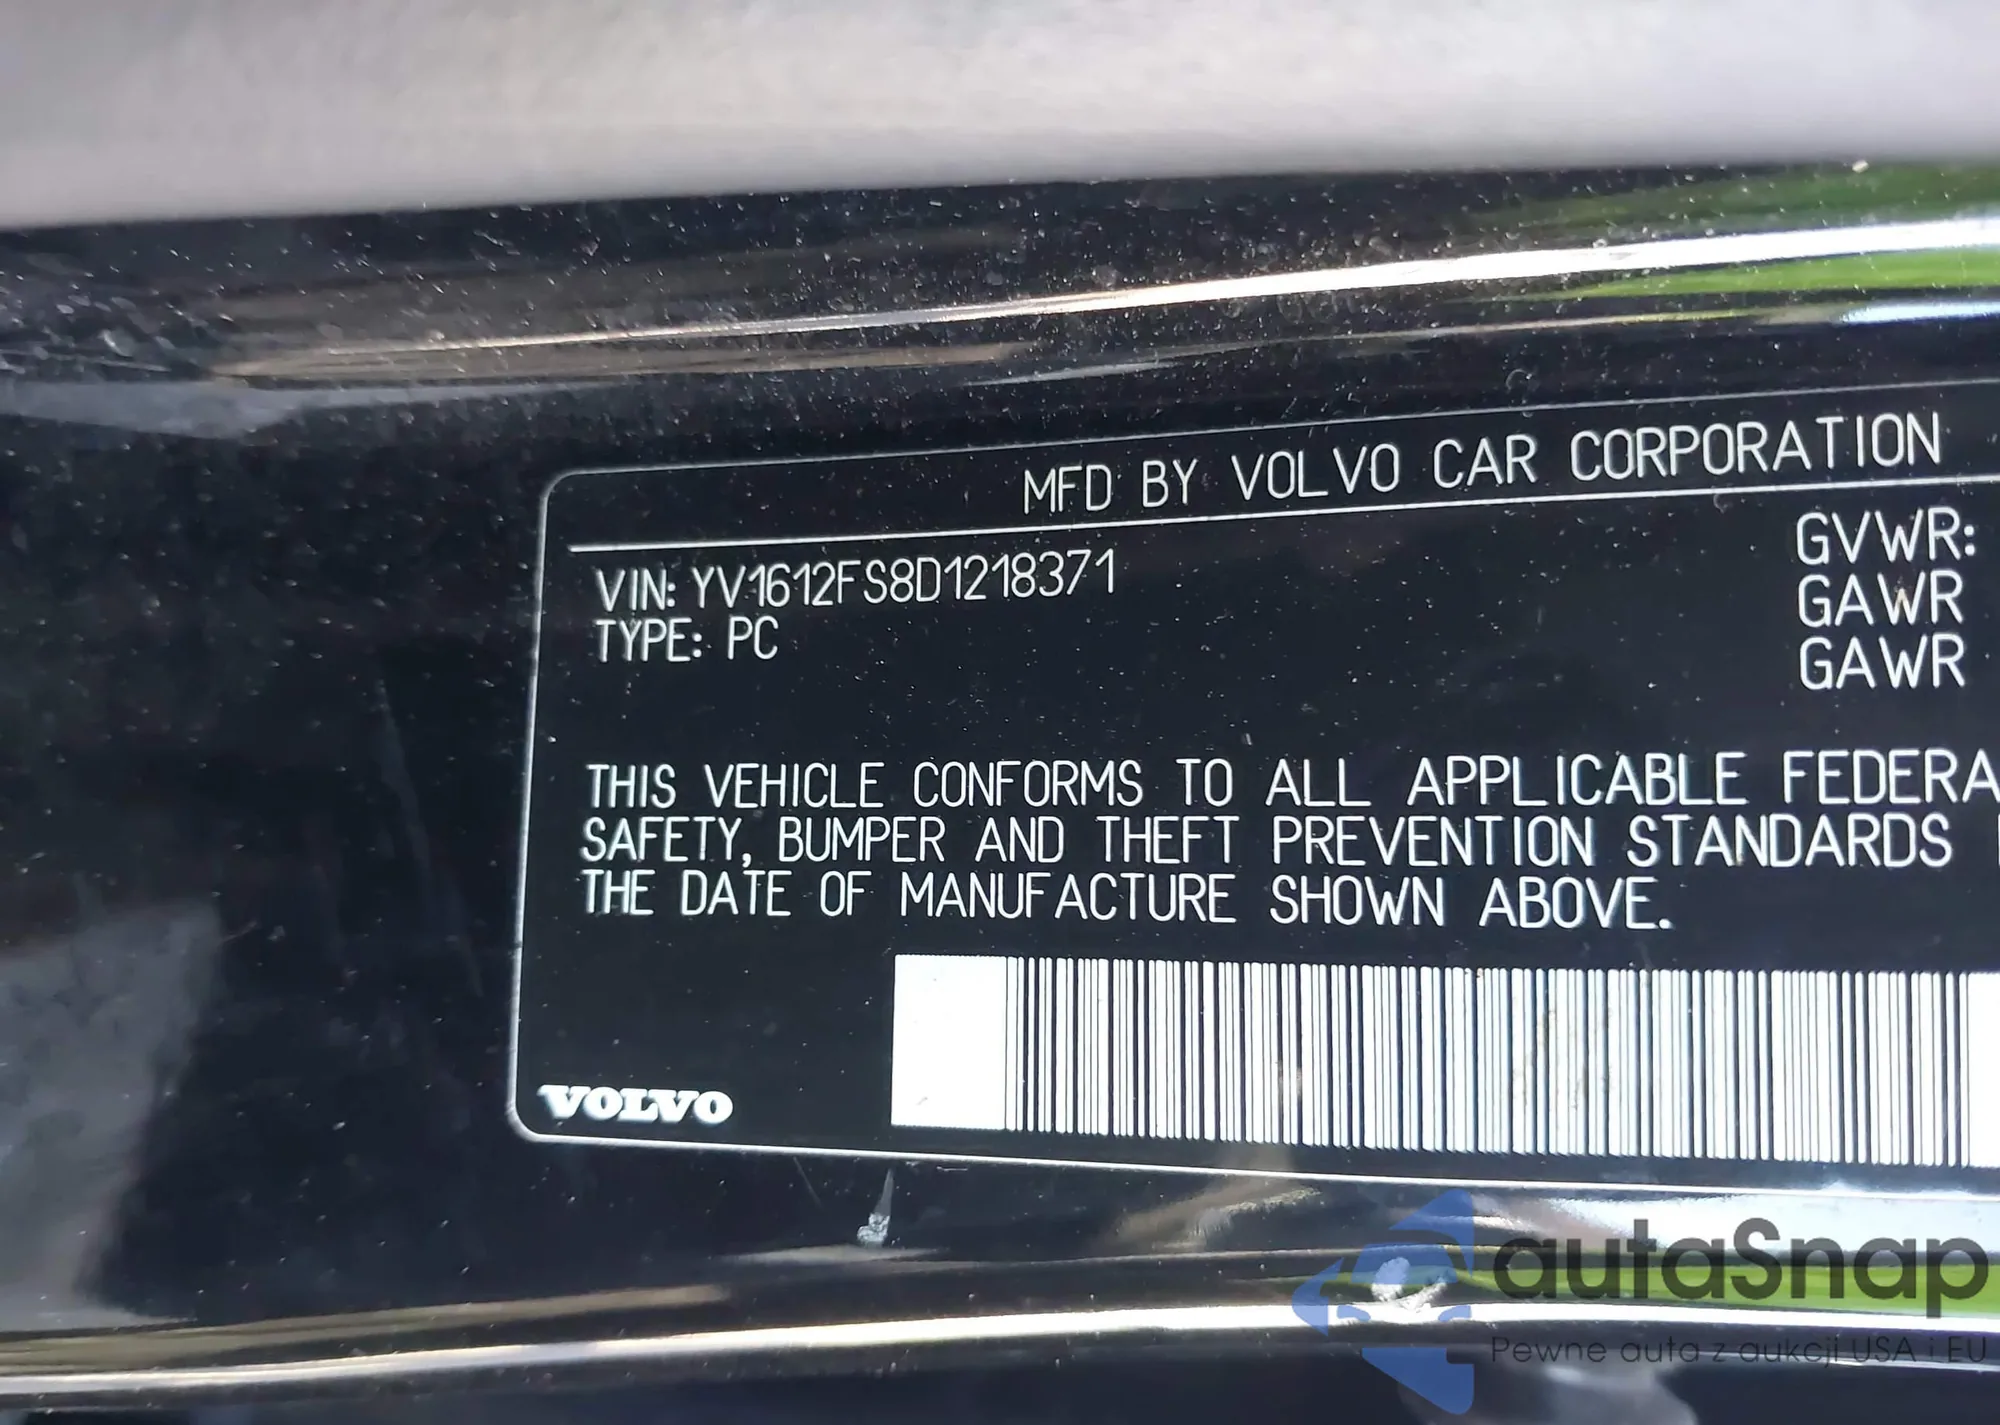 MFD BY VOLVO CAR CORPORATION
VIN: YV1612FS8D1218371
TYPE: PC
GVWR:
GAWR
GAWR
THIS VEHICLE CONFORMS TO ALL APPLICABLE FEDERA
SAFETY, BUMPER AND THEFT PREVENTION STANDARDS
THE DATE OF MANUFACTURE SHOWN ABOVE.
VOLVO
autaSnap
Pewne auta z aukcji USA i EU